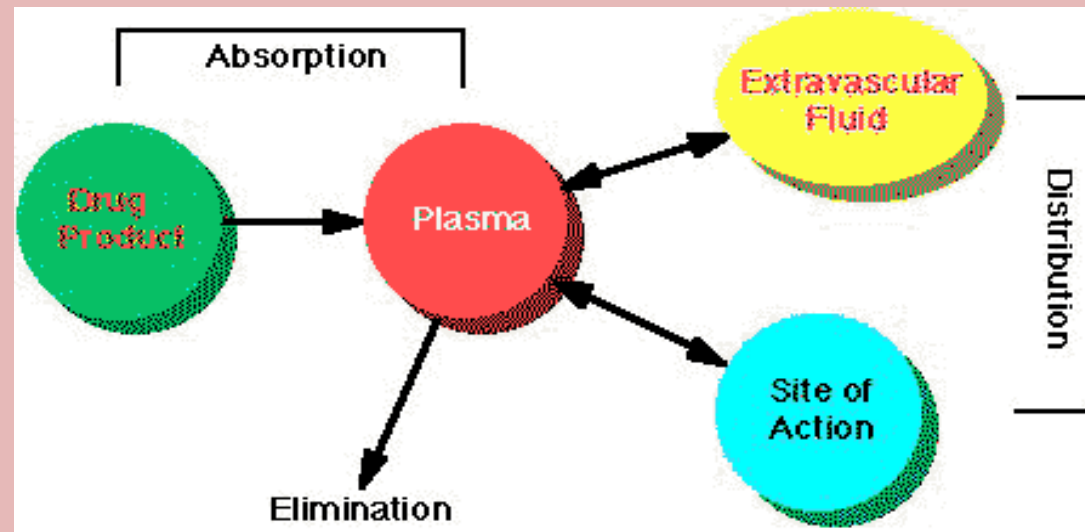 Absorption
Extravascular
Fluid
Drug
Product
Plasma
Distribution
Site of
Action
Elimination